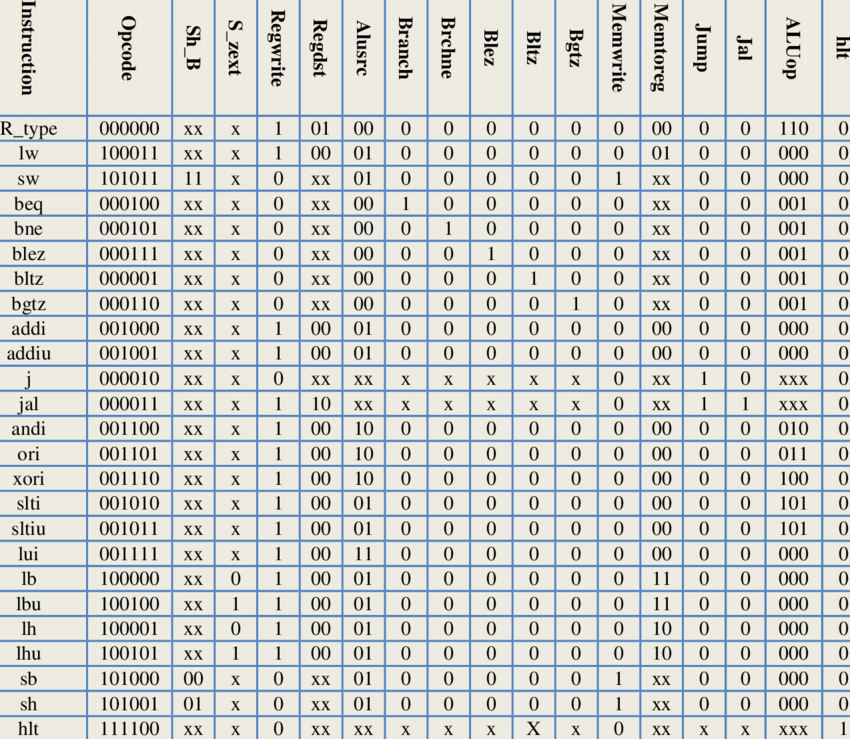 Instruction Opcode Sh_B S_zext Regwrite Regdst Alusrc Branch Brchne Blez Bltz Bgtz Memwrite Memtoreg Jump Jal ALUop hlt
R_type 000000 xx x 1 01 00 0 0 0 0 0 0 00 0 0 110 0
lw 100011 xx x 1 00 01 0 0 0 0 0 0 01 0 0 000 0
sw 101011 11 x 0 xx 01 0 0 0 0 0 1 xx 0 0 000 0
beq 000100 xx x 0 xx 00 1 0 0 0 0 0 xx 0 0 001 0
bne 000101 xx x 0 xx 00 0 1 0 0 0 0 xx 0 0 001 0
blez 000111 xx x 0 xx 00 0 0 1 0 0 0 xx 0 0 001 0
bltz 000001 xx x 0 xx 00 0 0 0 1 0 0 xx 0 0 001 0
bgtz 000110 xx x 0 xx 00 0 0 0 0 1 0 xx 0 0 001 0
addi 001000 xx x 1 00 01 0 0 0 0 0 0 00 0 0 000 0
addiu 001001 xx x 1 00 01 0 0 0 0 0 0 00 0 0 000 0
j 000010 xx x 0 xx xx x x x x x 0 xx 1 0 xxx 0
jal 000011 xx x 1 10 xx x x x x x 0 xx 1 1 xxx 0
andi 001100 xx x 1 00 10 0 0 0 0 0 0 00 0 0 010 0
ori 001101 xx x 1 00 10 0 0 0 0 0 0 00 0 0 011 0
xori 001110 xx x 1 00 10 0 0 0 0 0 0 00 0 0 100 0
slti 001010 xx x 1 00 01 0 0 0 0 0 0 00 0 0 101 0
sltiu 001011 xx x 1 00 01 0 0 0 0 0 0 00 0 0 101 0
lui 001111 xx x 1 00 11 0 0 0 0 0 0 00 0 0 000 0
lb 100000 xx 0 1 00 01 0 0 0 0 0 0 11 0 0 000 0
lbu 100100 xx 1 1 00 01 0 0 0 0 0 0 11 0 0 000 0
lh 100001 xx 0 1 00 01 0 0 0 0 0 0 10 0 0 000 0
lhu 100101 xx 1 1 00 01 0 0 0 0 0 0 10 0 0 000 0
sb 101000 00 x 0 xx 01 0 0 0 0 0 1 xx 0 0 000 0
sh 101001 01 x 0 xx 01 0 0 0 0 0 1 xx 0 0 000 0
hlt 111100 xx x 0 xx xx x x x X x 0 xx x x xxx 1